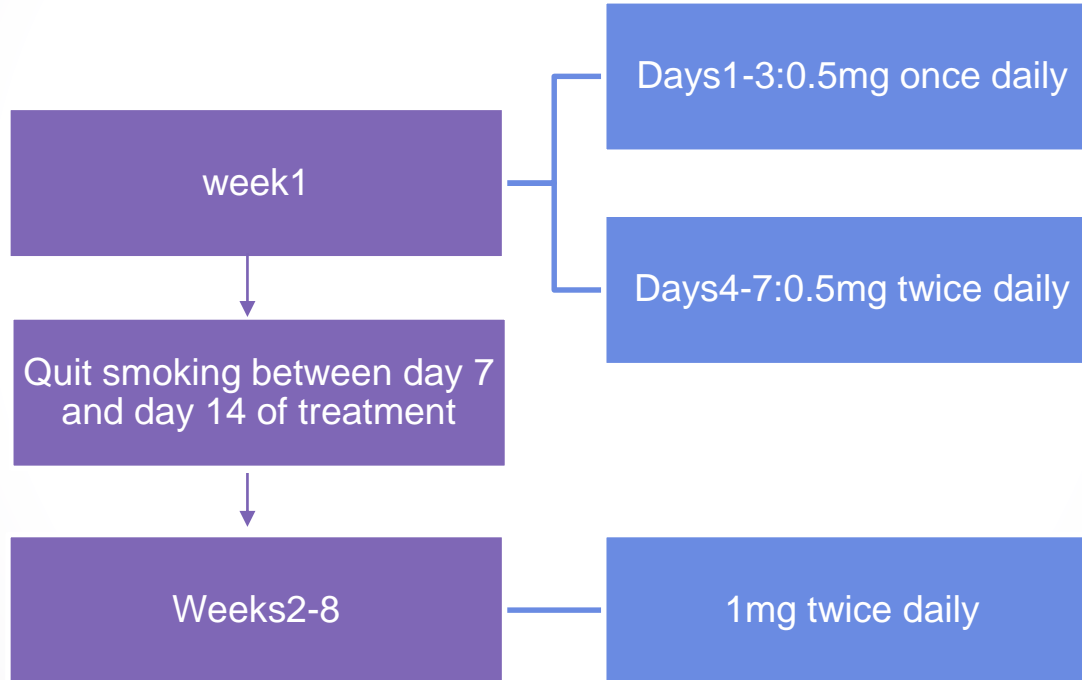 Days1-3:0.5mg once daily
week1
Days4-7:0.5mg twice daily
Quit smoking between day 7
and day 14 of treatment
Weeks2-8
1mg twice daily